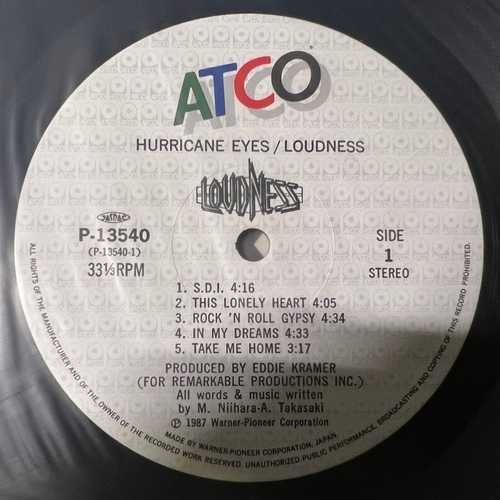 ATCO
HURRICANE EYES / LOUDNESS
LOUDNESS
JASRAC
P-13540
(P-13540-1)
33⅓RPM
SIDE
1
STEREO
1. S.D.I. 4:16
2. THIS LONELY HEART 4:05
3. ROCK 'N ROLL GYPSY 4:34
4. IN MY DREAMS 4:33
5. TAKE ME HOME 3:17
PRODUCED BY EDDIE KRAMER
(FOR REMARKABLE PRODUCTIONS INC.)
All words & music written
by M. Niihara-A. Takasaki
Ⓟ 1987 Warner-Pioneer Corporation
MADE BY WARNER-PIONEER CORPORATION, JAPAN.
ALL RIGHTS OF THE MANUFACTURER AND OF THE OWNER OF THE RECORDED WORK RESERVED. UNAUTHORIZED PUBLIC PERFORMANCE, BROADCASTING AND COPYING OF THIS RECORD PROHIBITED.